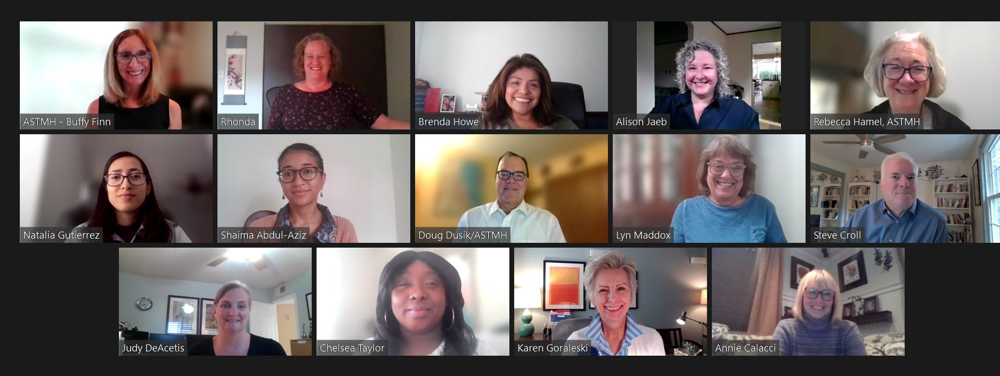 ASTMH - Buffy Finn
Rhonda
Brenda Howe
Alison Jaeb
Rebecca Hamel, ASTMH
Natalia Gutierrez
Shaima Abdul-Aziz
Doug Dusik/ASTMH
Lyn Maddox
Steve Croll
Judy DeAcetis
Chelsea Taylor
Karen Goraleski
Annie Calacci